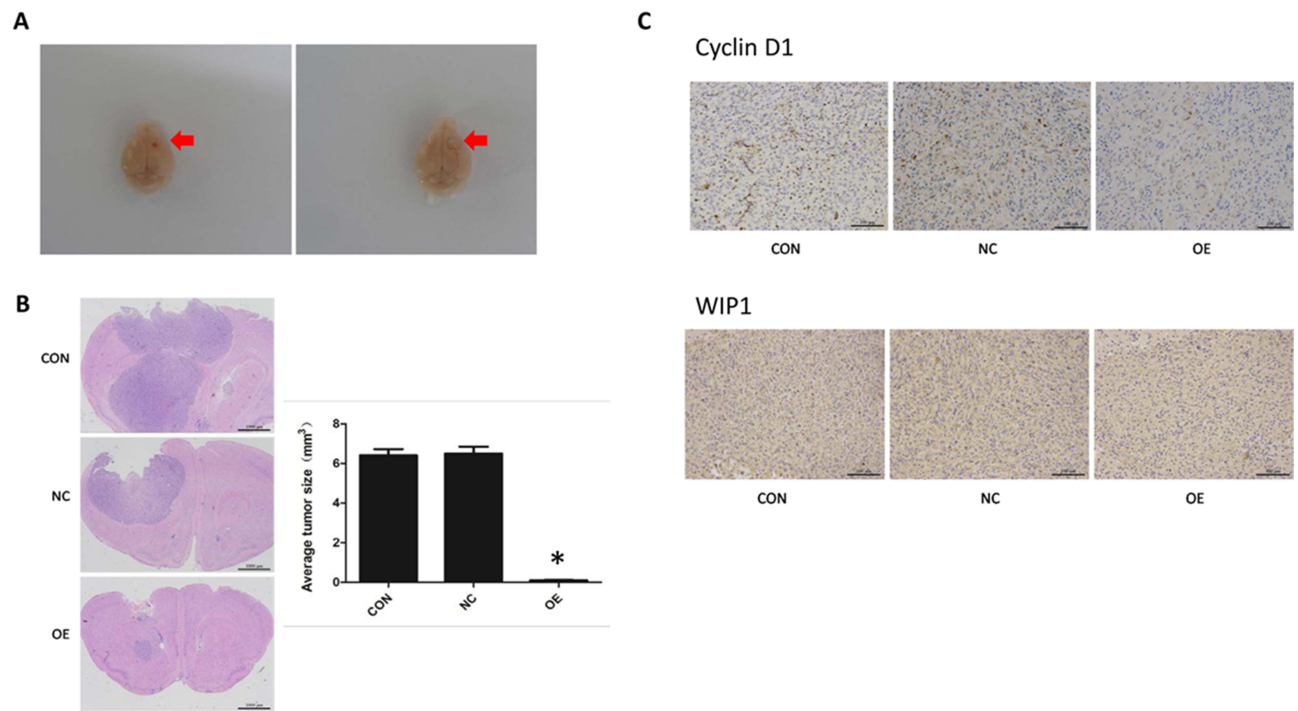 A
C
Cyclin D1
CON
NC
OE
B
CON
NC
OE
Average tumor size (mm³)
8
6
4
2
0
*
CON
NC
OE
WIP1
CON
NC
OE